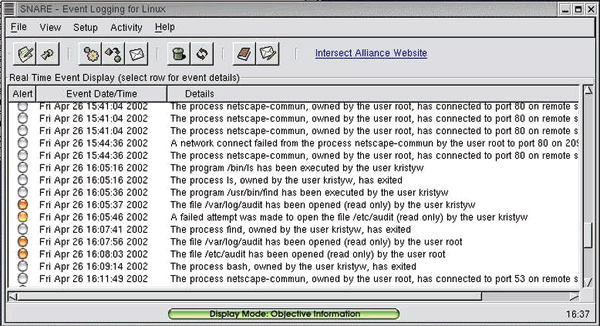 SNARE - Event Logging for Linux
File View Setup Activity Help
Intersect Alliance Website
Real Time Event Display (select row for event details)
Alert Event Date/Time Details
Fri Apr 26 15:41:04 2002 The process netscape-commun, owned by the user root, has connected to port 80 on remote s
Fri Apr 26 15:41:04 2002 The process netscape-commun, owned by the user root, has connected to port 80 on remote s
Fri Apr 26 15:41:04 2002 The process netscape-commun, owned by the user root, has connected to port 80 on remote s
Fri Apr 26 15:44:36 2002 A network connect failed from the process netscape-commun by the user root to port 80 on 209
Fri Apr 26 15:44:36 2002 The process netscape-commun, owned by the user root, has connected to port 80 on remote s
Fri Apr 26 16:05:16 2002 The program /bin/ls has been executed by the user kristyw
Fri Apr 26 16:05:16 2002 The process ls, owned by the user kristyw, has exited
Fri Apr 26 16:05:36 2002 The program /usr/bin/find has been executed by the user kristyw
Fri Apr 26 16:05:37 2002 The file /var/log/audit has been opened (read only) by the user kristyw
Fri Apr 26 16:05:46 2002 A failed attempt was made to open the file /etc/audit (read only) by the user kristyw
Fri Apr 26 16:07:41 2002 The process find, owned by the user kristyw, has exited
Fri Apr 26 16:07:56 2002 The file /var/log/audit has been opened (read only) by the user root
Fri Apr 26 16:08:03 2002 The file /etc/audit has been opened (read only) by the user root
Fri Apr 26 16:09:14 2002 The process bash, owned by the user kristyw, has exited
Fri Apr 26 16:11:49 2002 The process netscape-commun, owned by the user root, has connected to port 53 on remote s
Display Mode: Objective Information
16:37